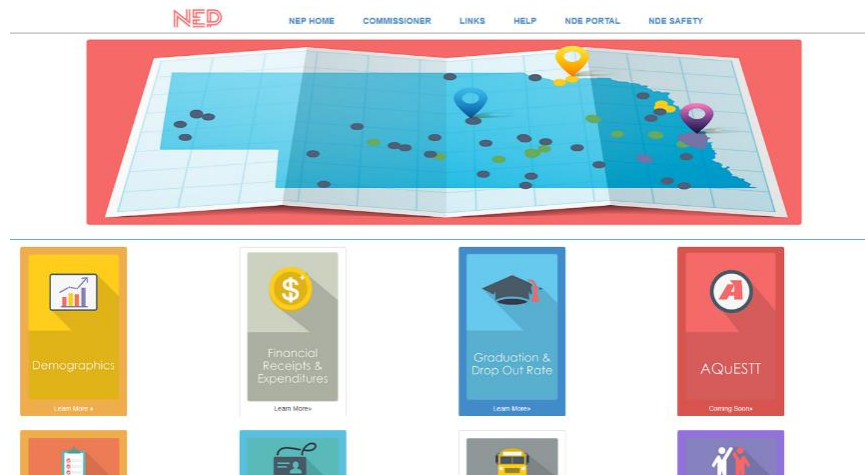 NEP
NEP HOME COMMISSIONER LINKS HELP NDE PORTAL NDE SAFETY
Demographics
Learn More »
Financial
Receipts &
Expenditures
Learn More»
Graduation &
Drop Out Rate
Learn More»
AQuESTT
Coming Soon»